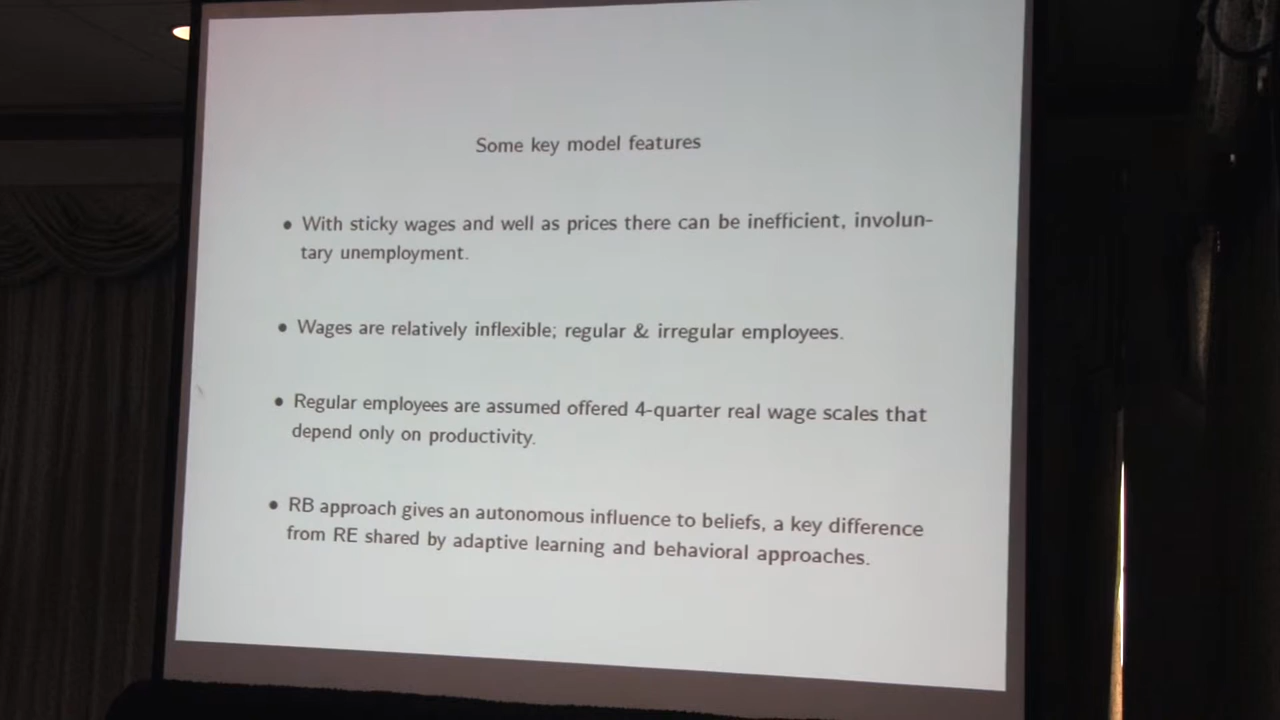 Some key model features
• With sticky wages and well as prices there can be inefficient, involun-
tary unemployment.
• Wages are relatively inflexible; regular & irregular employees.
• Regular employees are assumed offered 4-quarter real wage scales that
depend only on productivity.
• RB approach gives an autonomous influence to beliefs, a key difference
from RE shared by adaptive learning and behavioral approaches.